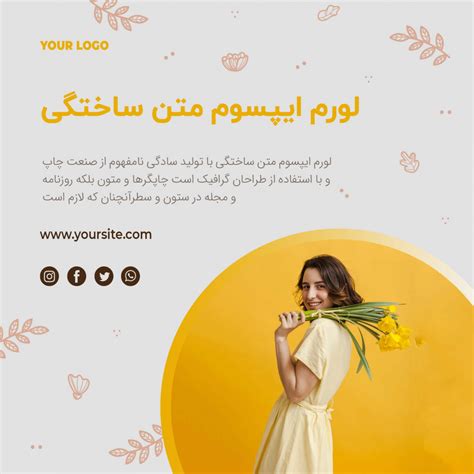 YOUR LOGO
لورم ایپسوم متن ساختگی
لورم ایپسوم متن ساختگی با تولید سادگی نامفهوم از صنعت چاپ
و با استفاده از طراحان گرافیک است چاپگرها و متون بلکه روزنامه
و مجله در ستون و سطرآنچنان که لازم است
www.yoursite.com